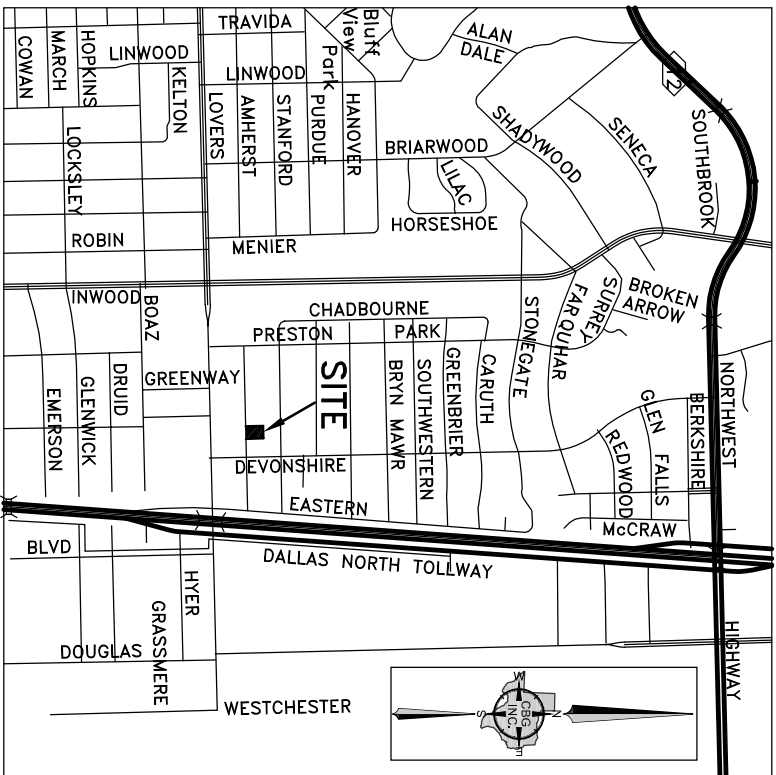 TRAVIDA
Bluff
View
ALAN
DALE
COWAN
MARCH
HOPKINS
LINWOOD
KELTON
LINWOOD
Park
LOVERS
AMHERST
STANFORD
PURDUE
HANOVER
12
SOUTHBROOK
SHADYWOOD
SENECA
LOCKSLEY
BRIARWOOD
LILAC
HORSESHOE
ROBIN
MENIER
INWOOD
BOAZ
CHADBOURNE
PRESTON PARK
STONEGATE
FARQUHAR
SURREY
BROKEN
ARROW
EMERSON
GLENWICK
DRUID
GREENWAY
SITE
BRYN MAWR
SOUTHWESTERN
GREENBRIER
CARUTH
DEVONSHIRE
REDWOOD
GLEN FALLS
BERKSHIRE
NORTHWEST
EASTERN
McCRAW
BLVD
DALLAS NORTH TOLLWAY
HYER
GRASSMERE
DOUGLAS
HIGHWAY
WESTCHESTER
W
S
CBG
INC.
N
E